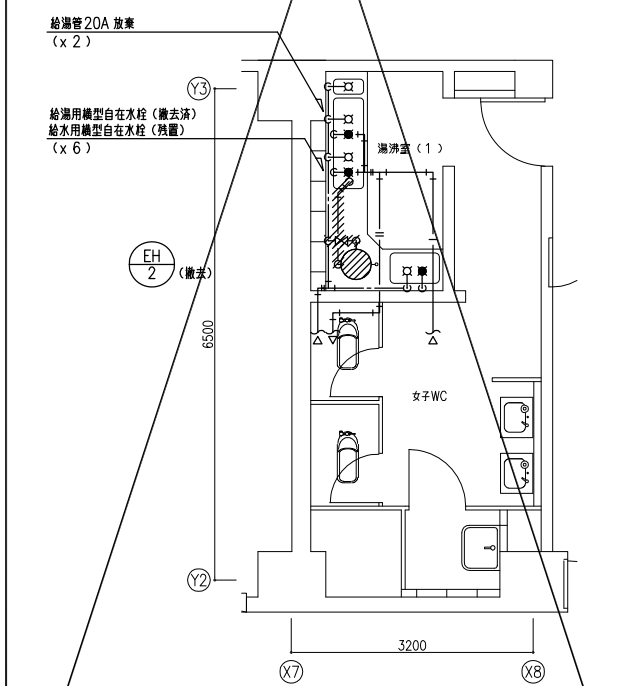 給湯管20A 放棄
(x 2)
Y3
給湯用横型自在水栓（撤去済）
給水用横型自在水栓（残置）
(x 6)
湯沸室（1）
EH
2
(撤去)
6500
女子WC
Y2
3200
X7
X8